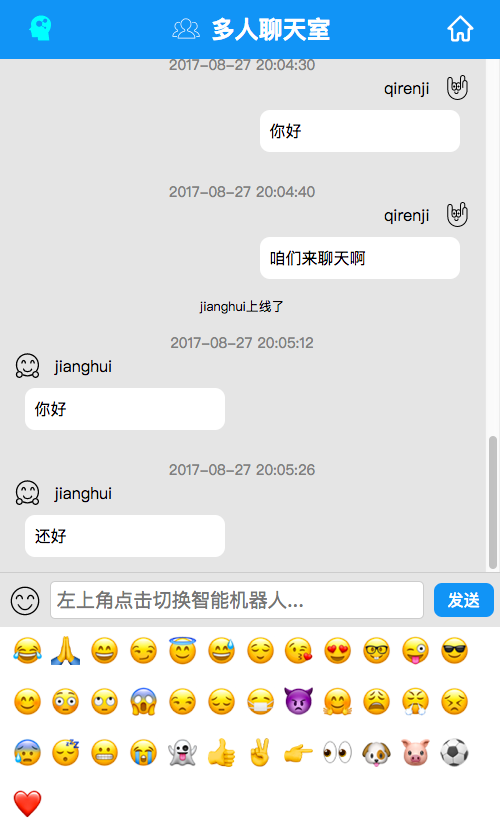 多人聊天室
2017-08-27 20:04:30
qirenji
你好
2017-08-27 20:04:40
qirenji
咱们来聊天啊
jianghui上线了
2017-08-27 20:05:12
jianghui
你好
2017-08-27 20:05:26
jianghui
还好
左上角点击切换智能机器人...
发送